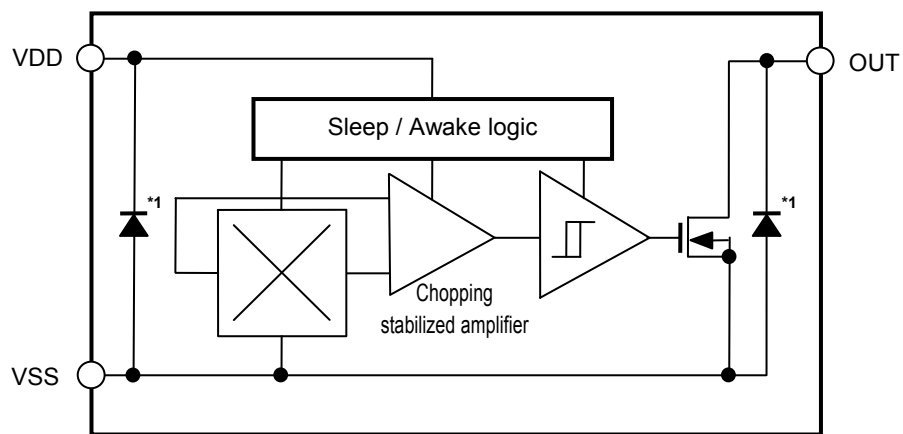 VDD
OUT
Sleep / Awake logic
*1
*1
Chopping
stabilized amplifier
VSS